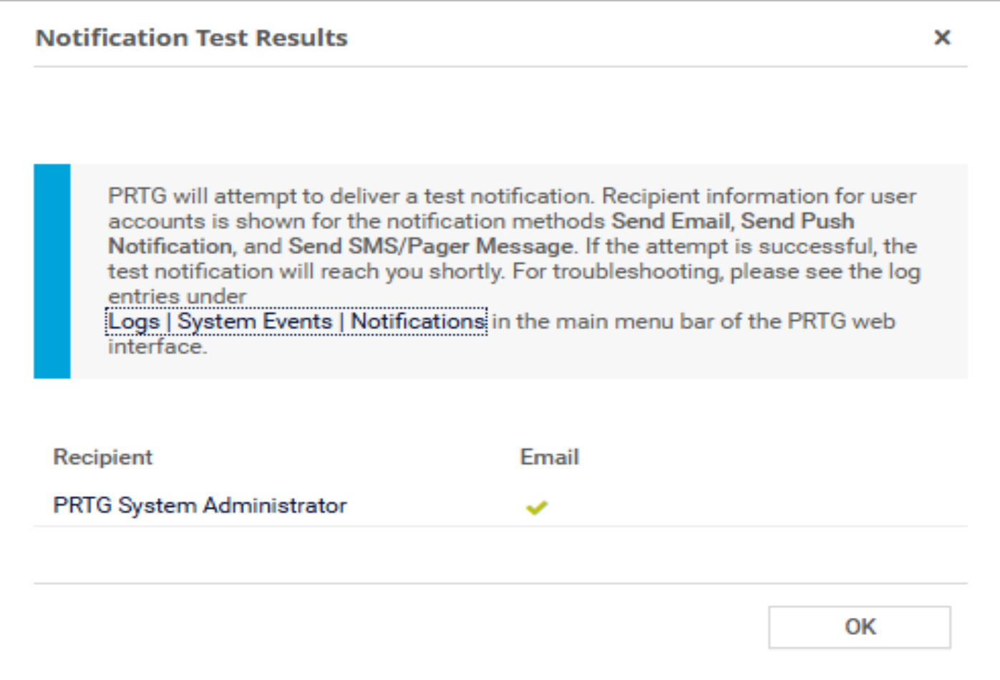 Notification Test Results
PRTG will attempt to deliver a test notification. Recipient information for user
accounts is shown for the notification methods Send Email, Send Push
Notification, and Send SMS/Pager Message. If the attempt is successful, the
test notification will reach you shortly. For troubleshooting, please see the log
entries under
Logs | System Events | Notifications in the main menu bar of the PRTG web
interface.
Recipient Email
PRTG System Administrator
OK